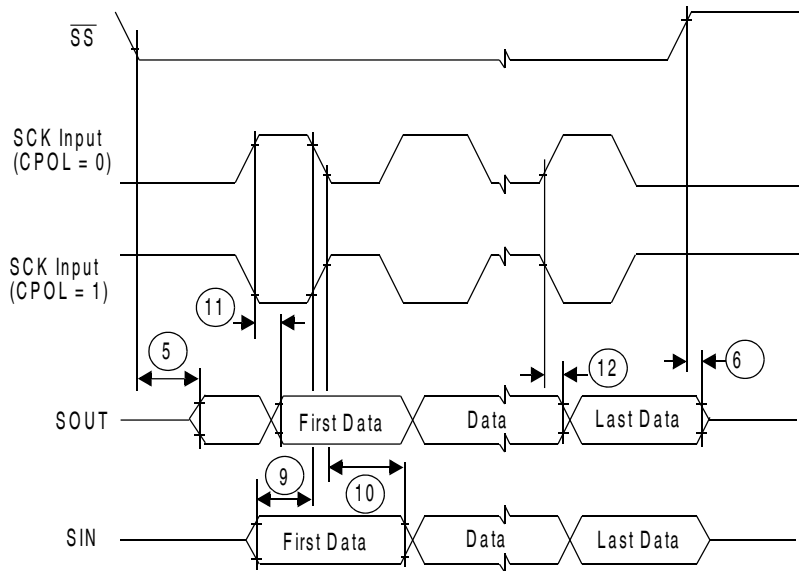 SS
SCK Input
(CPOL = 0)
SCK Input
(CPOL = 1)
11
5
12
6
SOUT
First Data
Data
Last Data
9
10
SIN
First Data
Data
Last Data